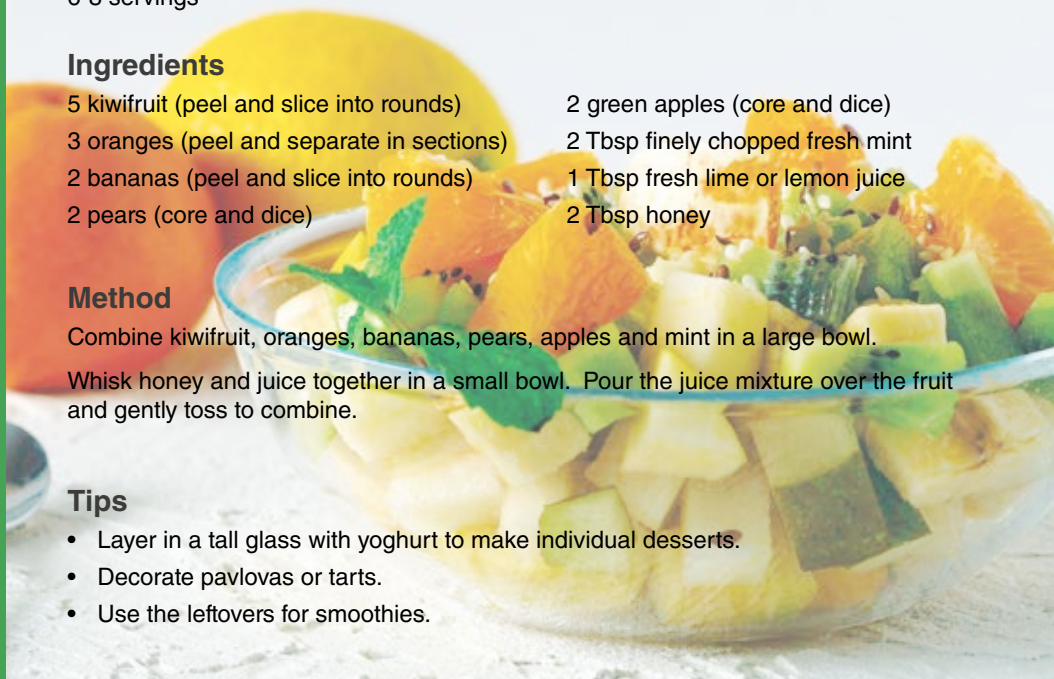 servings
Ingredients
5 kiwifruit (peel and slice into rounds)
3 oranges (peel and separate in sections)
2 bananas (peel and slice into rounds)
2 pears (core and dice)
2 green apples (core and dice)
2 Tbsp finely chopped fresh mint
1 Tbsp fresh lime or lemon juice
2 Tbsp honey
Method
Combine kiwifruit, oranges, bananas, pears, apples and mint in a large bowl.
Whisk honey and juice together in a small bowl.  Pour the juice mixture over the fruit
and gently toss to combine.
Tips
• Layer in a tall glass with yoghurt to make individual desserts.
• Decorate pavlovas or tarts.
• Use the leftovers for smoothies.